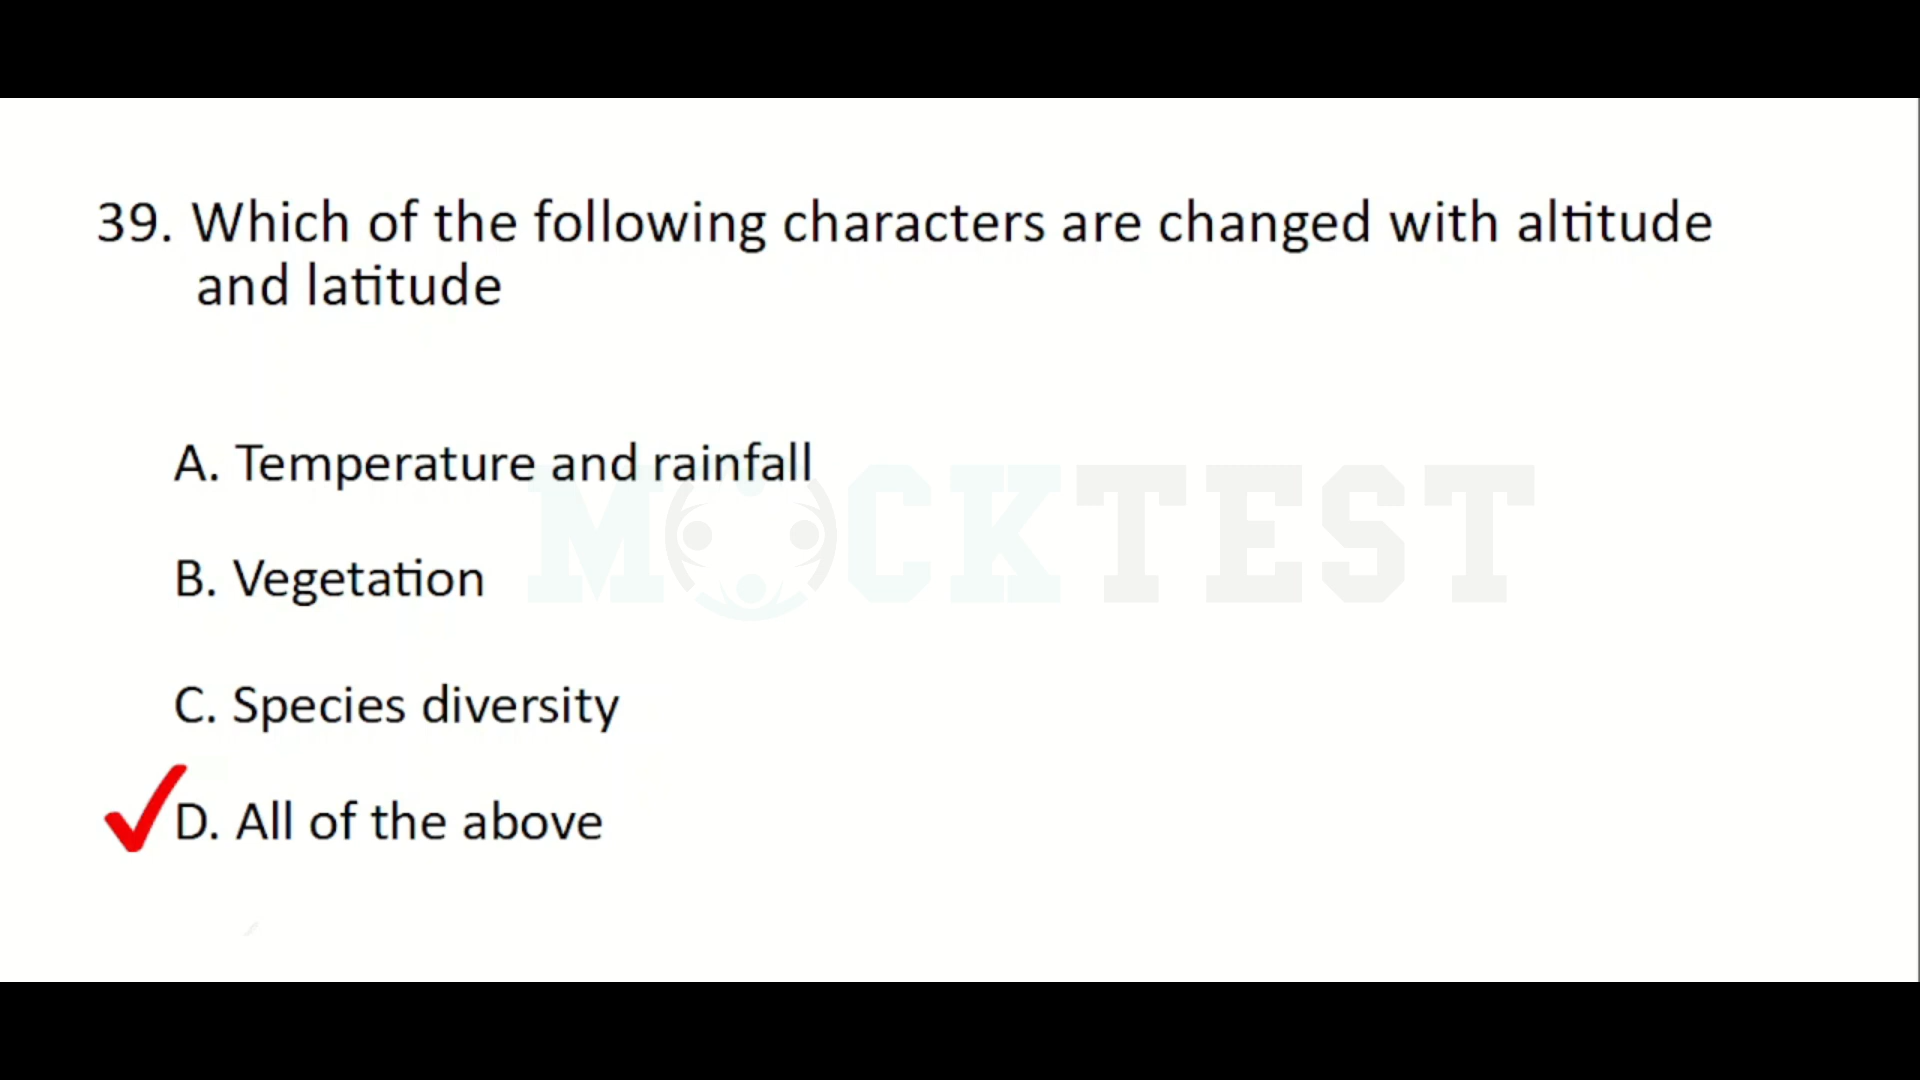 39. Which of the following characters are changed with altitude
and latitude
A. Temperature and rainfall
B. Vegetation
C. Species diversity
D. All of the above
MOCKTEST